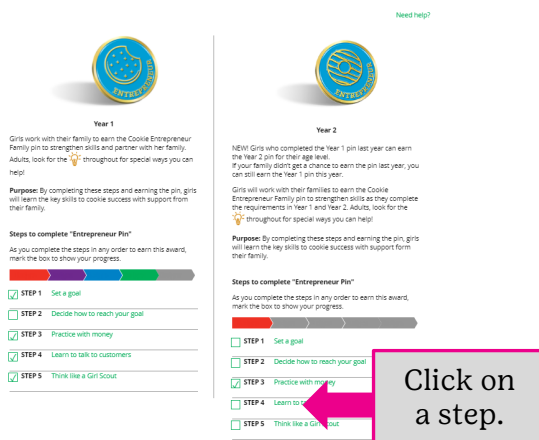 Need help?
ENTREPRENEUR
Year 1
Girls work with their family to earn the Cookie Entrepreneur
Family pin to strengthen skills and partner with her family.
Adults, look for the throughout for special ways you can
help!
Purpose: By completing these steps and earning the pin, girls
will learn the key skills to cookie success with support from
their family.
Steps to complete "Entrepreneur Pin"
As you complete the steps in any order to earn this award,
mark the box to show your progress.
STEP 1 Set a goal
STEP 2 Decide how to reach your goal
STEP 3 Practice with money
STEP 4 Learn to talk to customers
STEP 5 Think like a Girl Scout
ENTREPRENEUR
Year 2
NEW! Girls who completed the Year 1 pin last year can earn
the Year 2 pin for their age level.
If your family didn't get a chance to earn the pin last year, you
can still earn the Year 1 pin this year.
Girls will work with their families to earn the Cookie
Entrepreneur Family pin to strengthen skills as they complete
the requirements in Year 1 and Year 2. Adults, look for the
throughout for special ways you can help!
Purpose: By completing these steps and earning the pin, girls
will learn the key skills to cookie success with support form
their family.
Steps to complete "Entrepreneur Pin"
As you complete the steps in any order to earn this award,
mark the box to show your progress.
STEP 1 Set a goal
STEP 2 Decide how to reach your goal
STEP 3 Practice with money
STEP 4 Learn to
STEP 5 Think like a Girl Scout
Click on
a step.